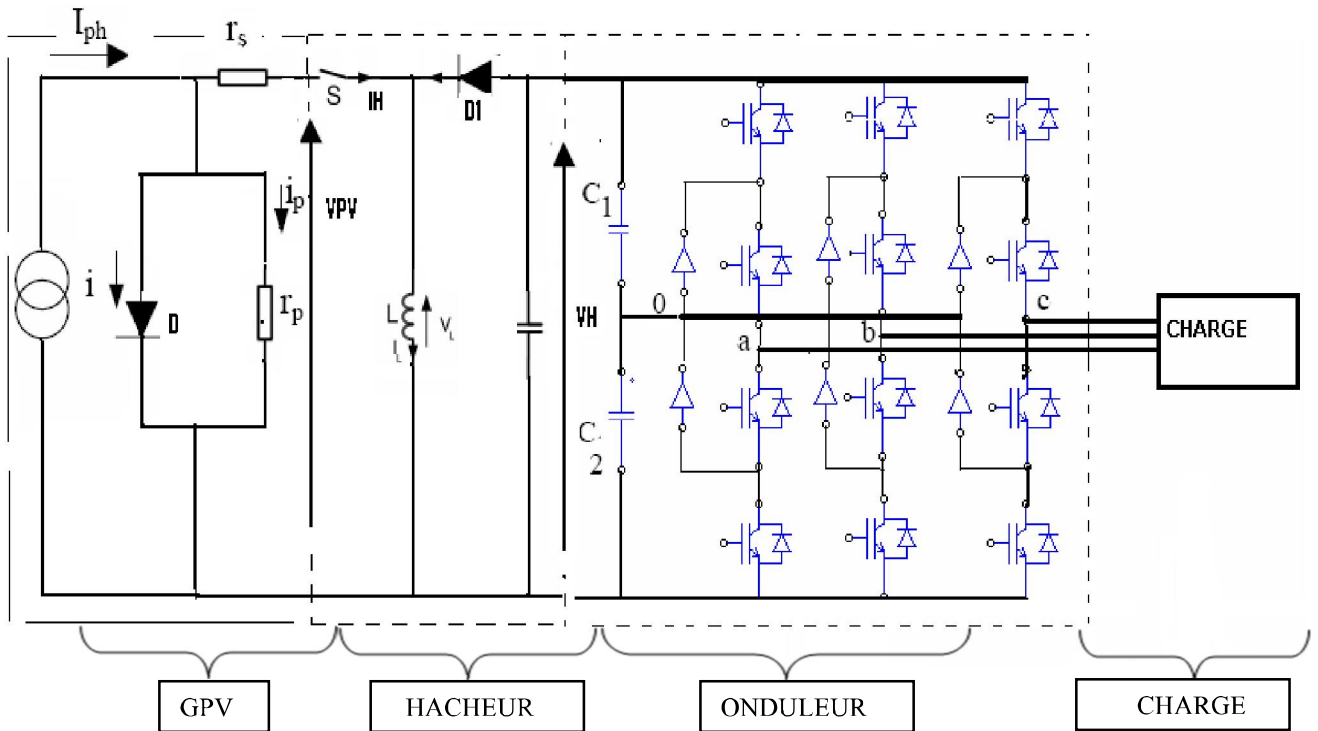 Iph
rs
S
IH
D1
ip
VPV
C1
i
D
rp
L
VL
IL
VH
0
a
b
c
C
2
CHARGE
GPV
HACHEUR
ONDULEUR
CHARGE